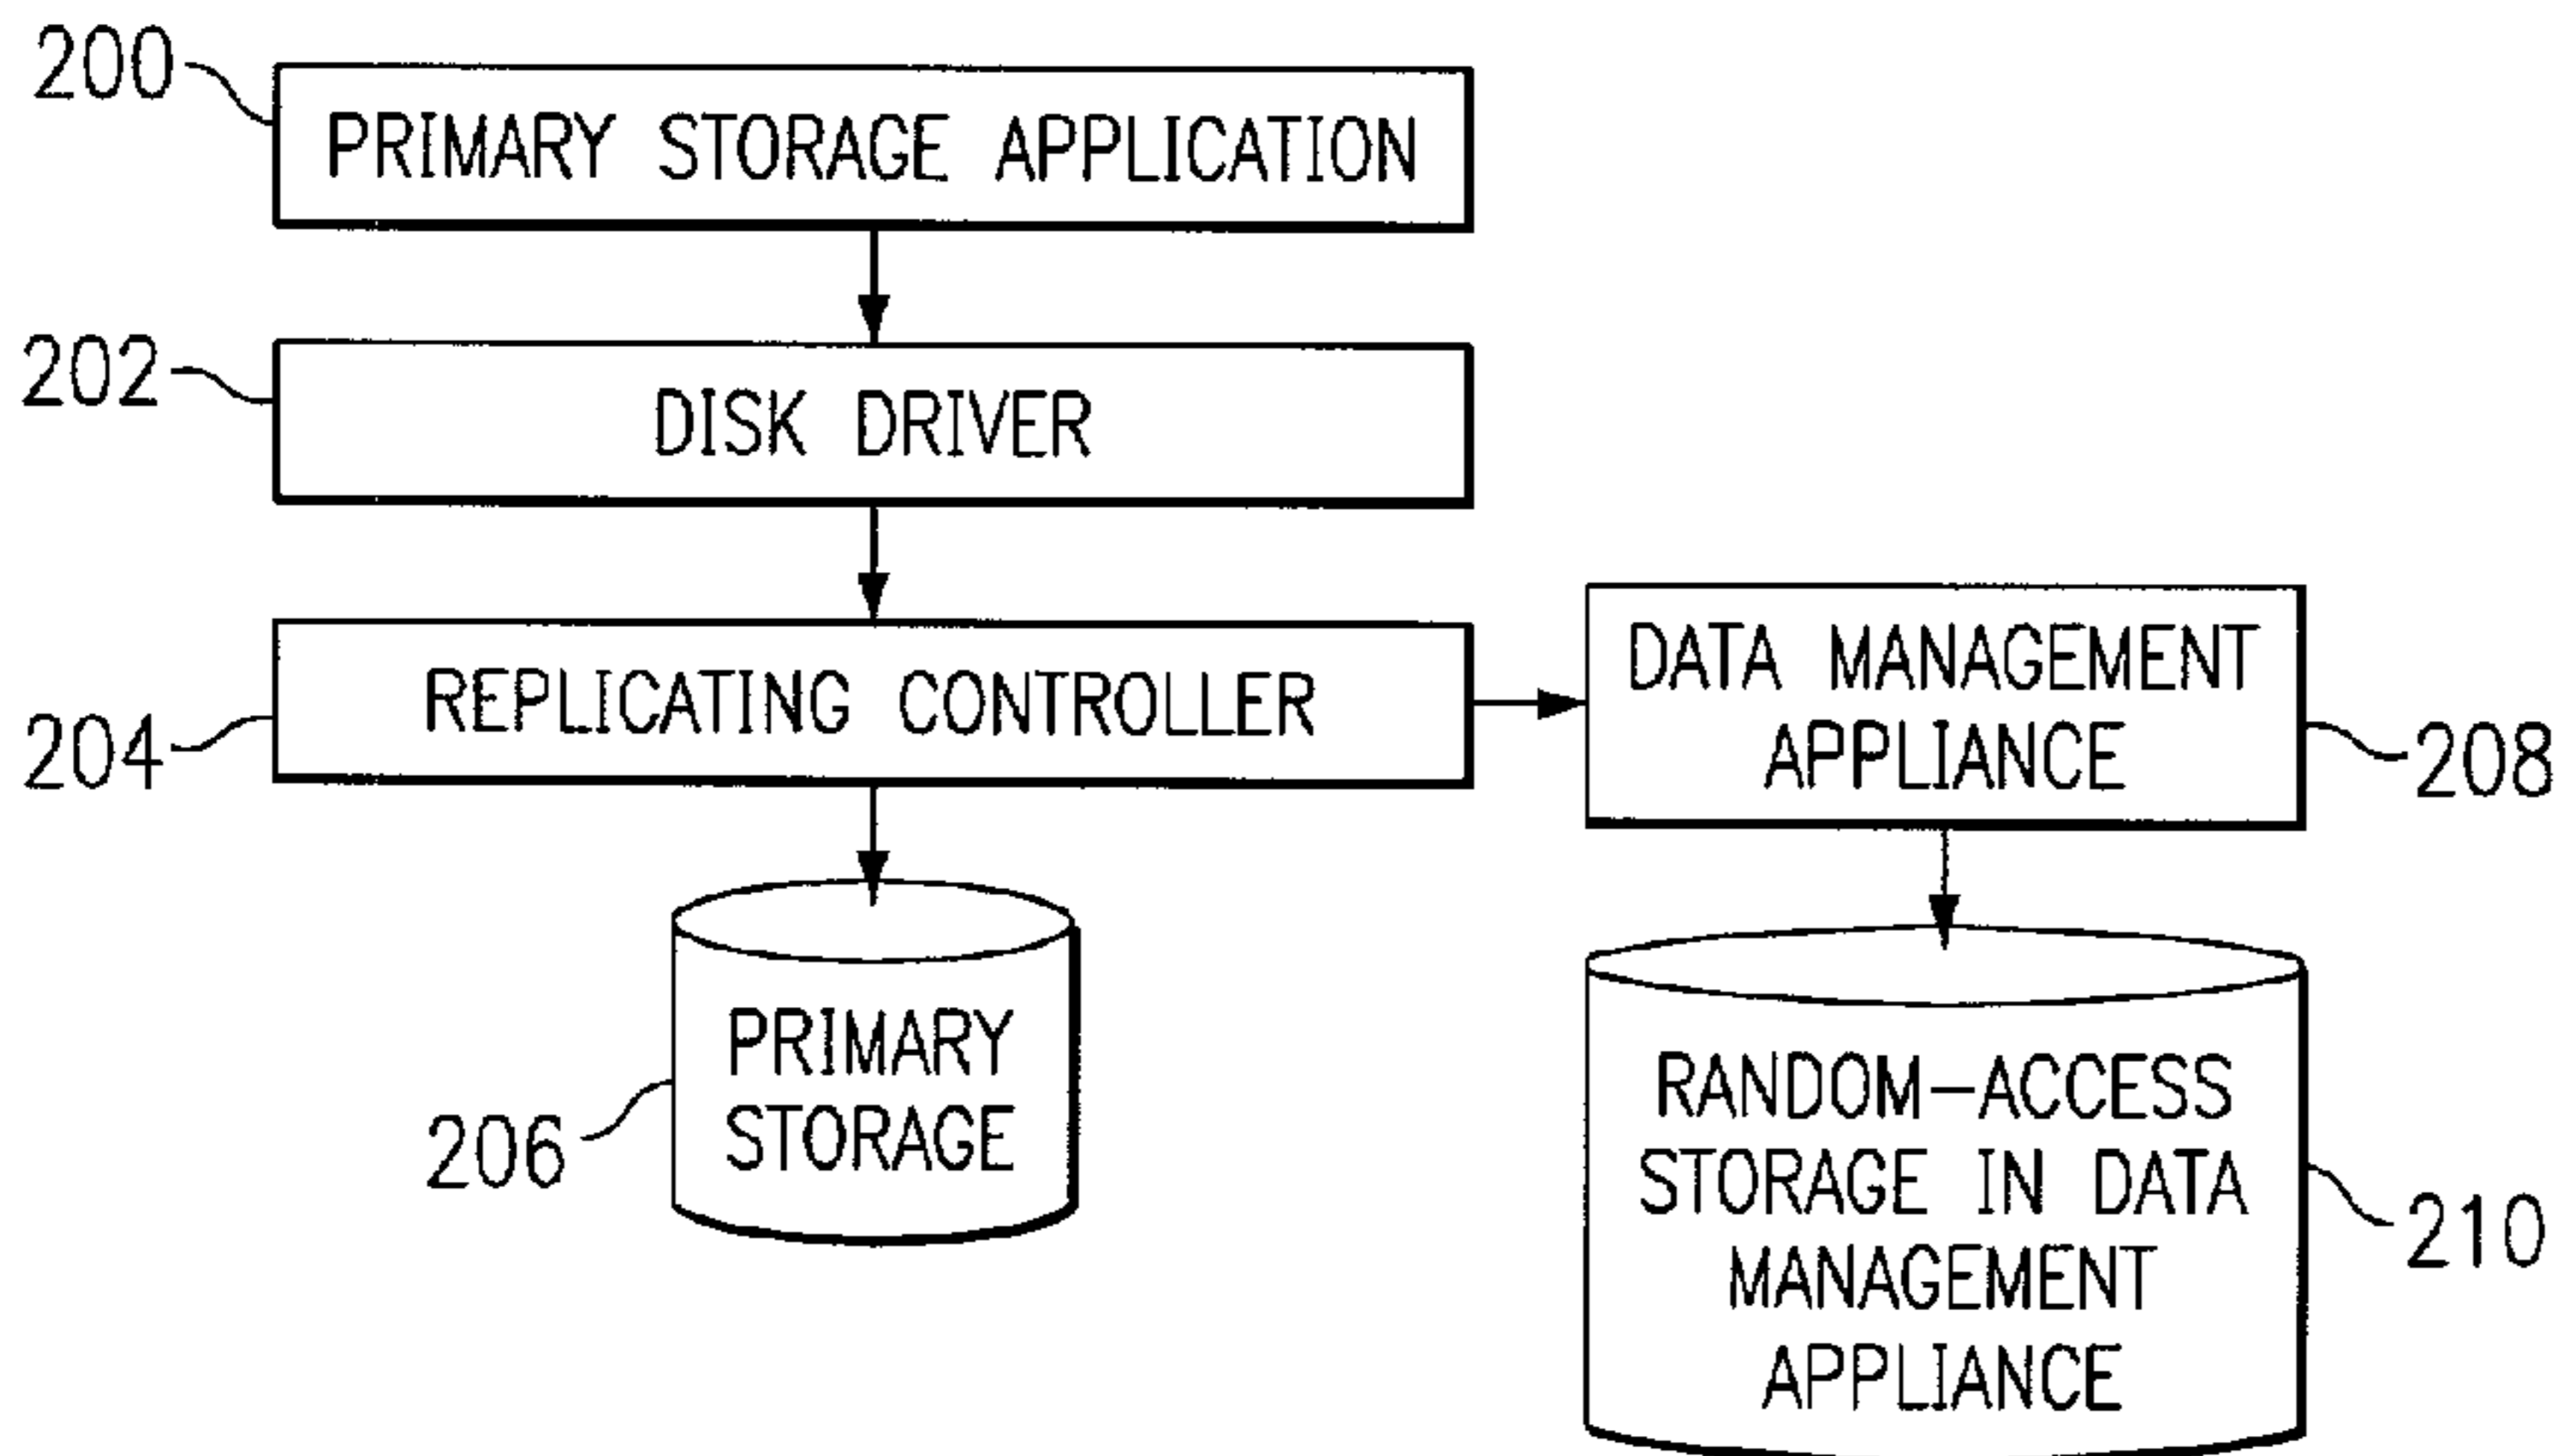 200
PRIMARY STORAGE APPLICATION
202
DISK DRIVER
204
REPLICATING CONTROLLER
DATA MANAGEMENT
APPLIANCE
208
206
PRIMARY
STORAGE
RANDOM-ACCESS
STORAGE IN DATA
MANAGEMENT
APPLIANCE
210